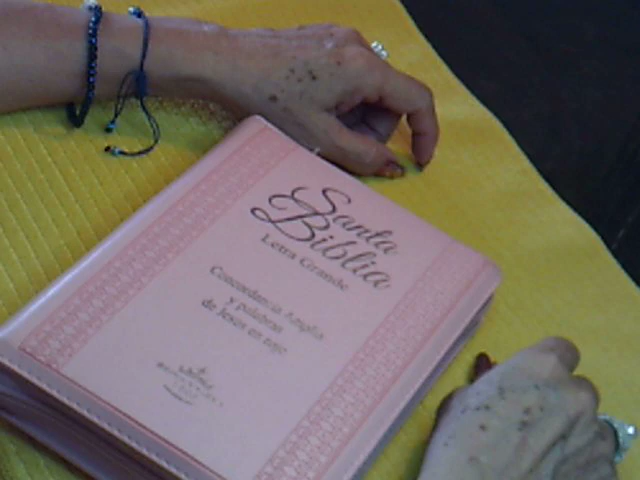 Santa
Biblia
Letra Grande
Concordancia Amplia
y palabras
de Jesús en rojo